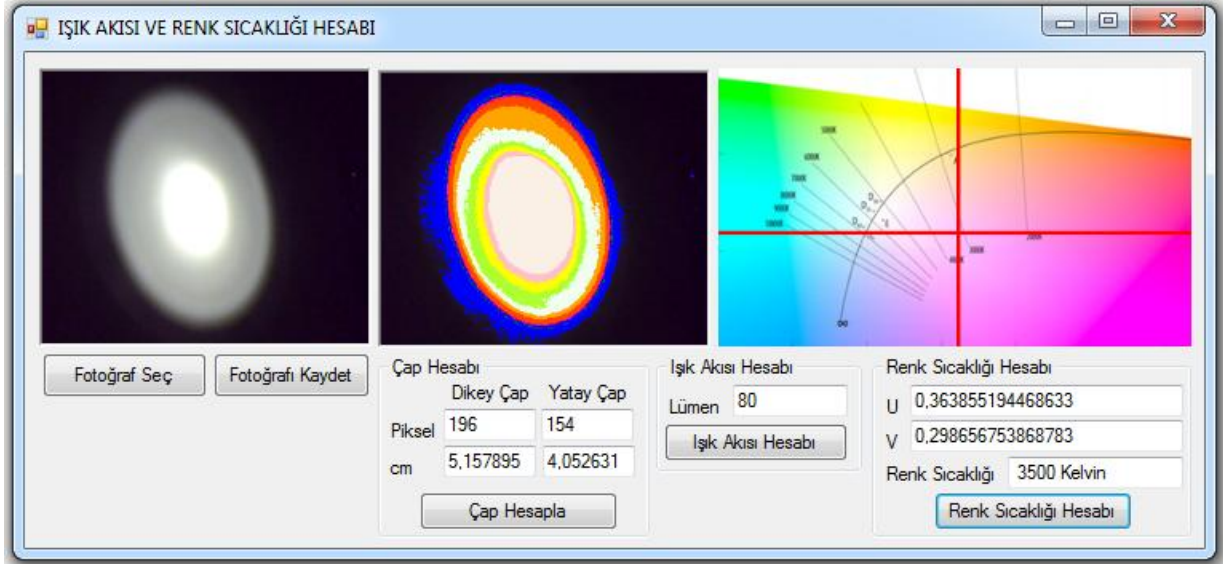 IŞIK AKISI VE RENK SICAKLIĞI HESABI
Fotoğraf Seç
Fotoğrafı Kaydet
Çap Hesabı
Dikey Çap Yatay Çap
Piksel 196 154
cm 5,157895 4,052631
Çap Hesapla
Işık Akısı Hesabı
Lümen 80
Işık Akısı Hesabı
Renk Sıcaklığı Hesabı
U 0,363855194468633
V 0,298656753868783
Renk Sıcaklığı 3500 Kelvin
Renk Sıcaklığı Hesabı